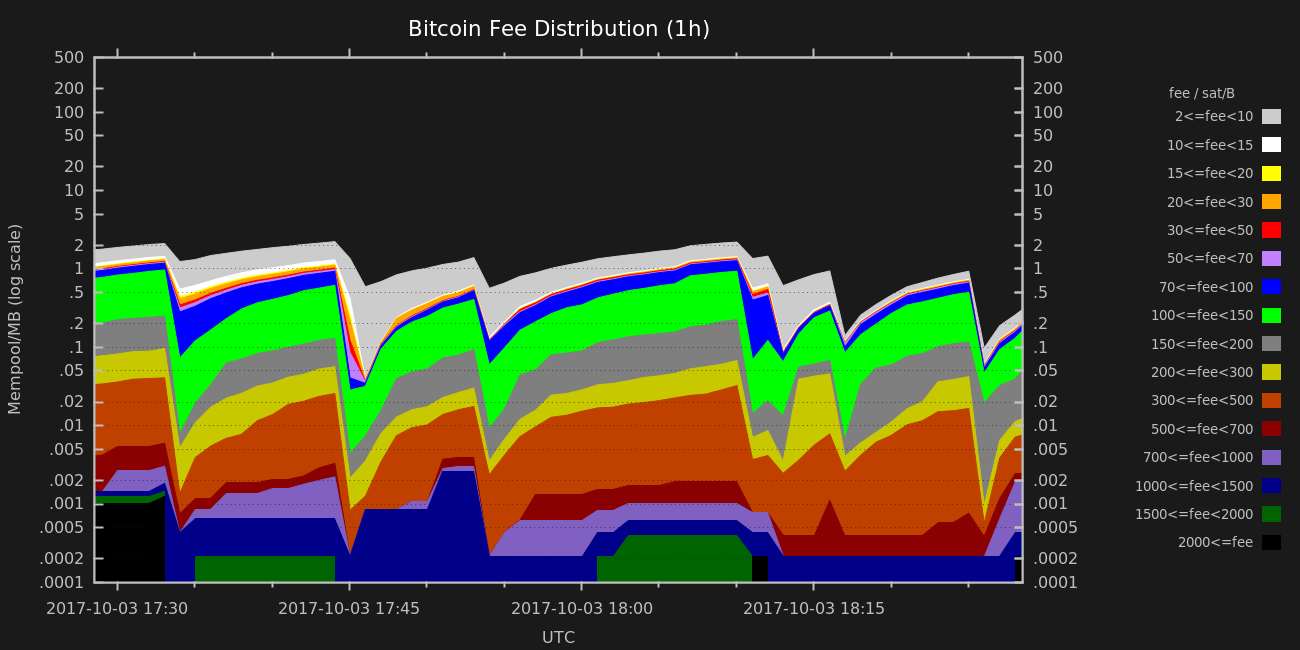 Bitcoin Fee Distribution (1h)
500 500
200 200
100 100
50 50
20 20
10 10
5 5
2 2
1 1
.5 .5
.2 .2
.1 .1
.05 .05
.02 .02
.01 .01
.005 .005
.002 .002
.001 .001
.0005 .0005
.0002 .0002
.0001 .0001
Mempool/MB (log scale)
2017-10-03 17:30 2017-10-03 17:45 2017-10-03 18:00 2017-10-03 18:15
UTC
fee / sat/B
2<=fee<10
10<=fee<15
15<=fee<20
20<=fee<30
30<=fee<50
50<=fee<70
70<=fee<100
100<=fee<150
150<=fee<200
200<=fee<300
300<=fee<500
500<=fee<700
700<=fee<1000
1000<=fee<1500
1500<=fee<2000
2000<=fee